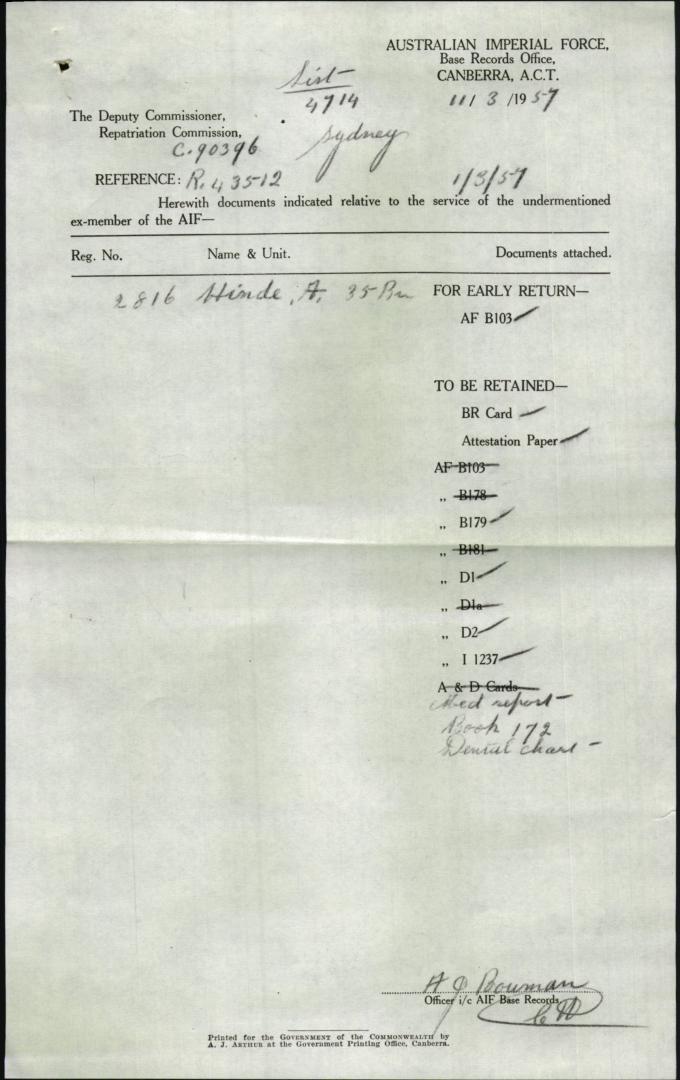 AUSTRALIAN IMPERIAL FORCE,
Base Records Office,
CANBERRA, A.C.T.
List
4714
11/3/1957
The Deputy Commissioner,
Repatriation Commission,
Sydney
C.90396
REFERENCE: R.43512 1/3/57
Herewith documents indicated relative to the service of the undermentioned
ex-member of the AIF—
Reg. No. Name & Unit. Documents attached.
2816 Hinde, A. 35 Bn FOR EARLY RETURN—
AF B103
TO BE RETAINED—
BR Card
Attestation Paper
AF B103
„ B178
„ B179
„ B181
„ D1
„ D1a
„ D2
„ I 1237
A & D Cards
Med report -
Book 172
Dental chart -
A J Bowman
Officer i/c AIF Base Records
Printed for the GOVERNMENT of the COMMONWEALTH by
A. J. ARTHUR at the Government Printing Office, Canberra.